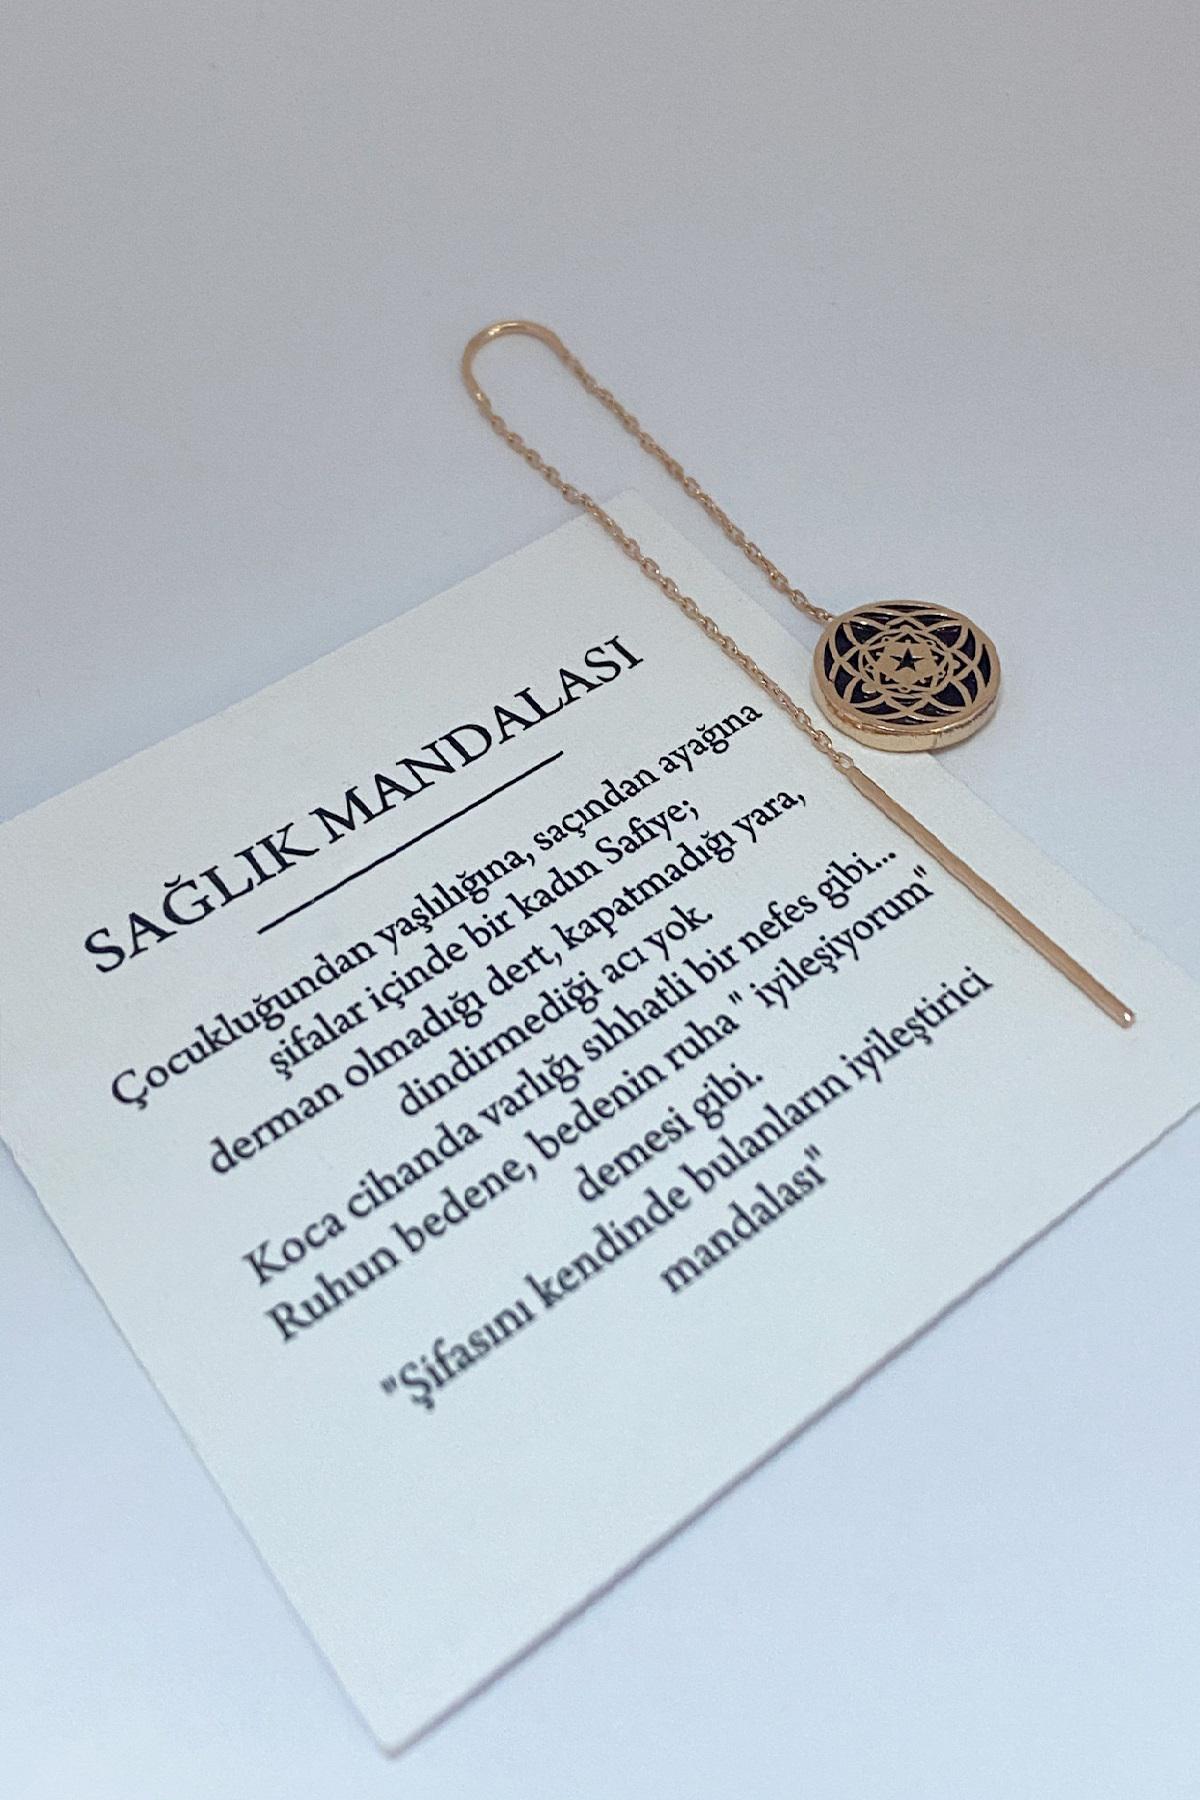 SAĞLIK MANDALASI
Çocukluğundan yaşlılığına, saçından ayağına
şifalar içinde bir kadın Safiye;
derman olmadığı dert, kapatmadığı yara,
dindirmediği acı yok.
Koca cihanda varlığı sıhhatli bir nefes gibi...
Ruhun bedene, bedenin ruha " iyileşiyorum"
demesi gibi.
"Şifasını kendinde bulanların iyileştirici
mandalası"